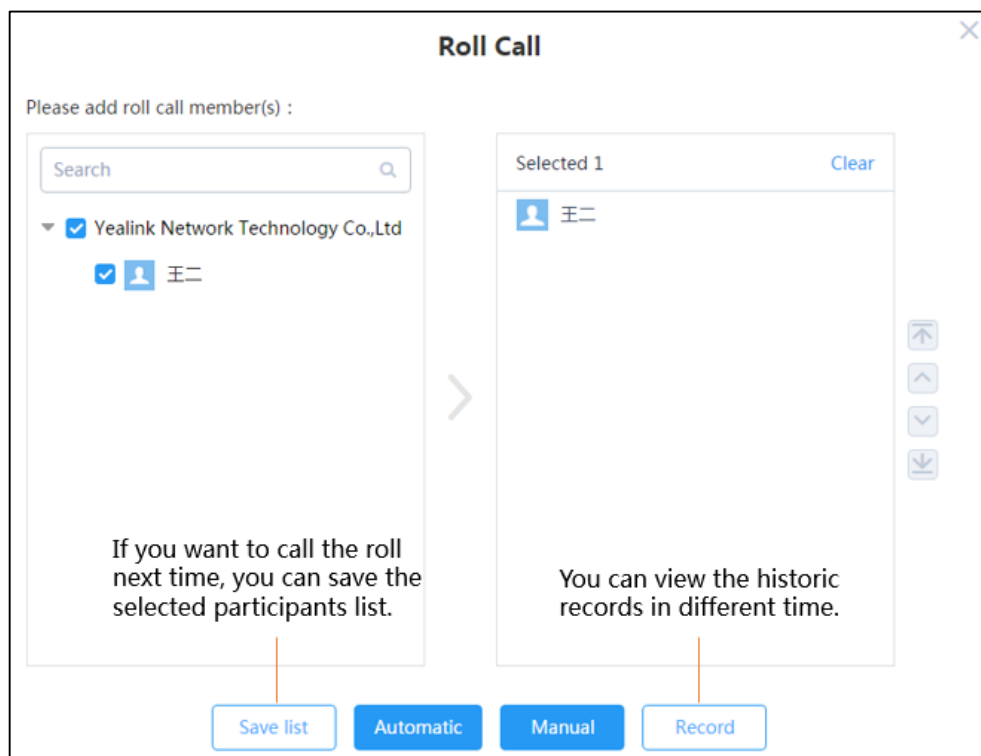 Roll Call
Please add roll call member(s) :
Search
Yealink Network Technology Co.,Ltd
王二
Selected 1
Clear
王二
If you want to call the roll
next time, you can save the
selected participants list.
You can view the historic
records in different time.
Save list
Automatic
Manual
Record